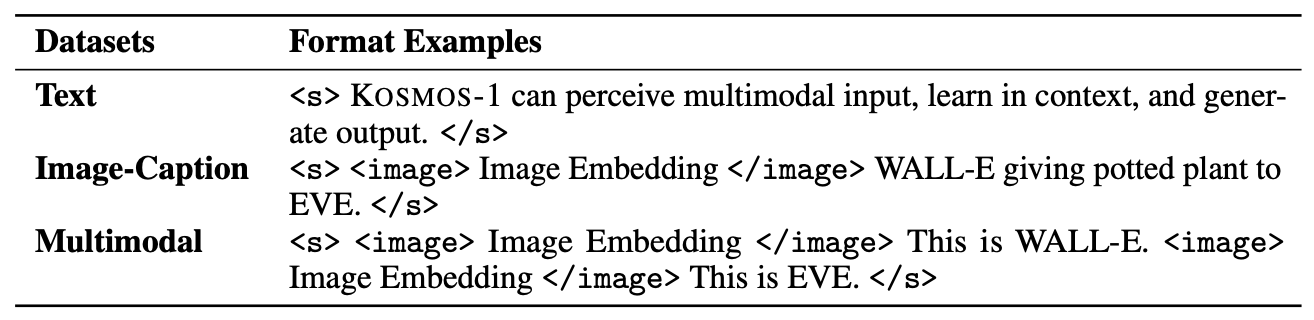 Datasets Format Examples
Text <s> KOSMOS-1 can perceive multimodal input, learn in context, and gener-
ate output. </s>
Image-Caption <s> <image> Image Embedding </image> WALL-E giving potted plant to
EVE. </s>
Multimodal <s> <image> Image Embedding </image> This is WALL-E. <image>
Image Embedding </image> This is EVE. </s>